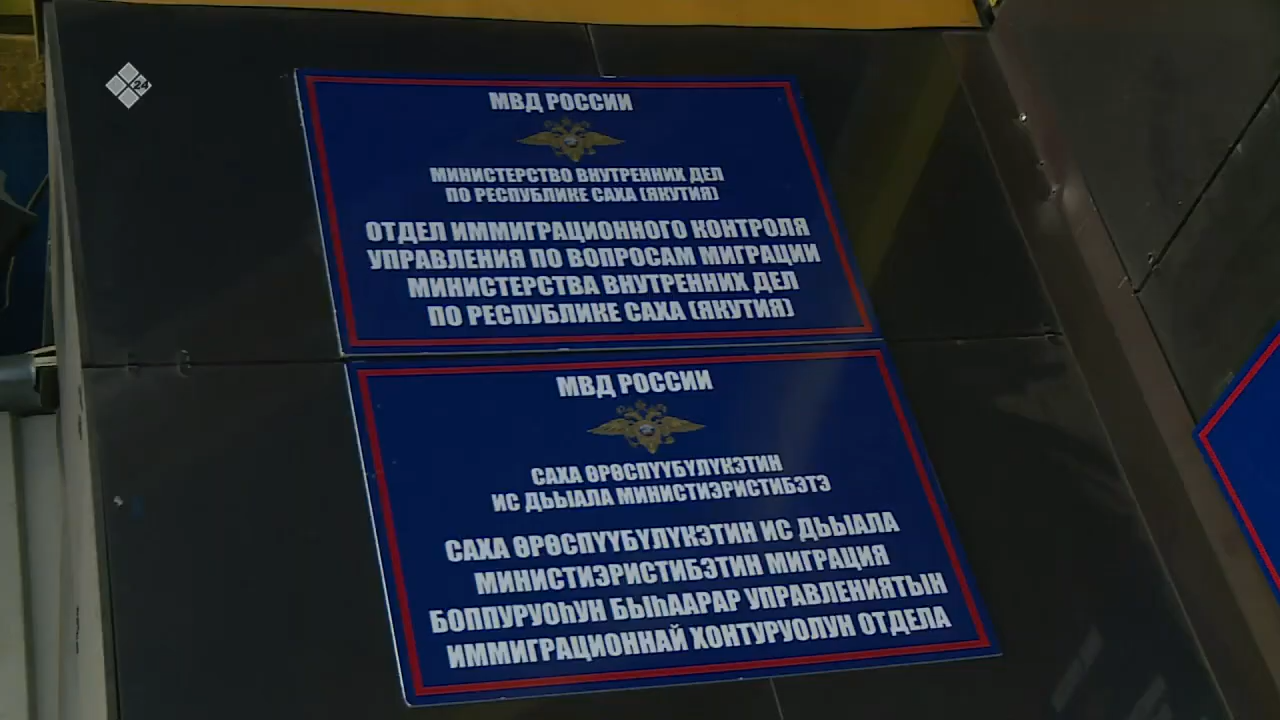 Х24
МВД РОССИИ
МИНИСТЕРСТВО ВНУТРЕННИХ ДЕЛ
ПО РЕСПУБЛИКЕ САХА (ЯКУТИЯ)
ОТДЕЛ ИММИГРАЦИОННОГО КОНТРОЛЯ
УПРАВЛЕНИЯ ПО ВОПРОСАМ МИГРАЦИИ
МИНИСТЕРСТВА ВНУТРЕННИХ ДЕЛ
ПО РЕСПУБЛИКЕ САХА (ЯКУТИЯ)
МВД РОССИИ
САХА ӨРӨСПҮҮБҮЛҮКЭТИН
ИС ДЬЫАЛА МИНИСТИЭРИСТИБЭТЭ
САХА ӨРӨСПҮҮБҮЛҮКЭТИН ИС ДЬЫАЛА
МИНИСТИЭРИСТИБЭТИН МИГРАЦИЯ
БОППУРУОҺУН БЫҺААРАР УПРАВЛЕНИЯТЫН
ИММИГРАЦИОННАЙ ХОНТУРУОЛУН ОТДЕЛА